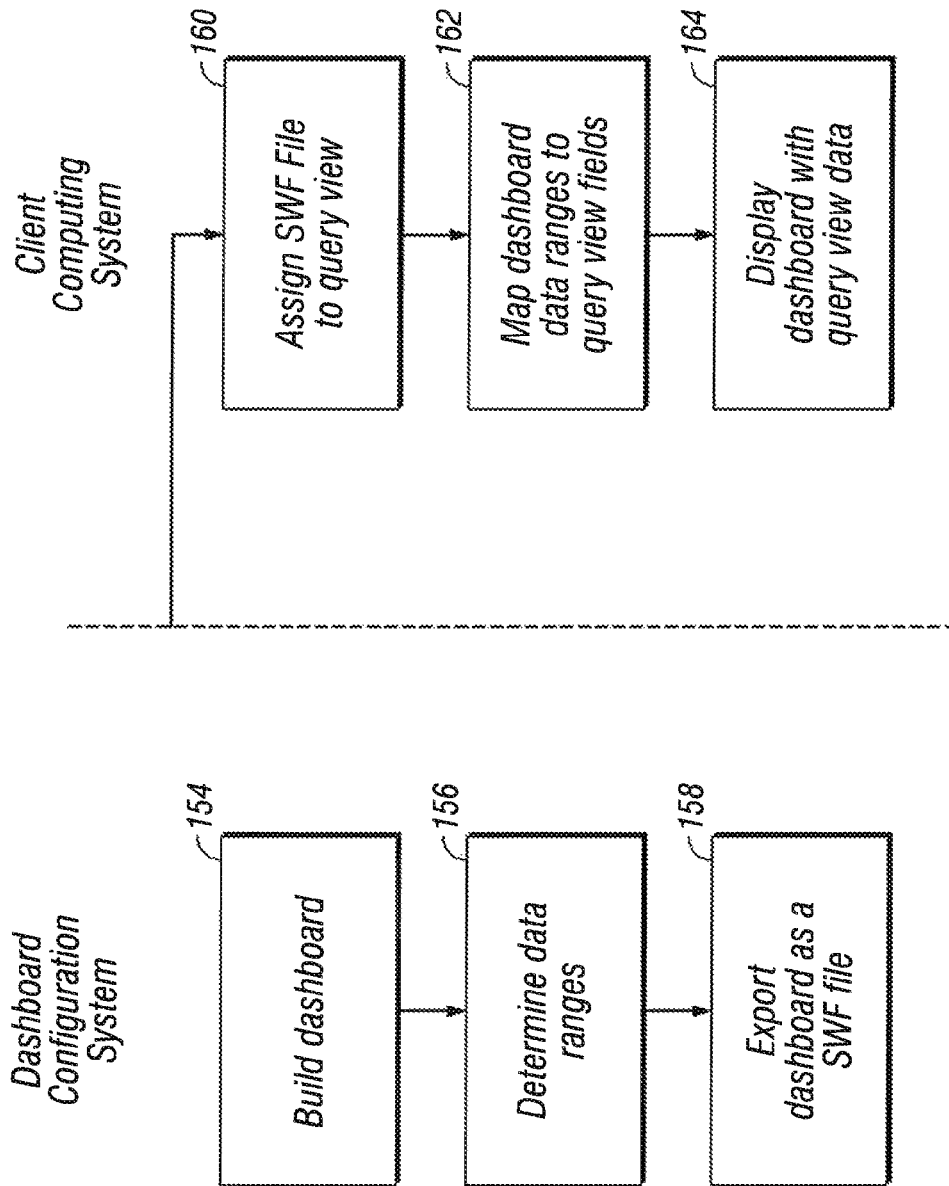 Dashboard
Configuration
System
154
Build dashboard
156
Determine data
ranges
158
Export
dashboard as a
SWF file
Client
Computing
System
160
Assign SWF File
to query view
162
Map dashboard
data ranges to
query view fields
164
Display
dashboard with
query view data